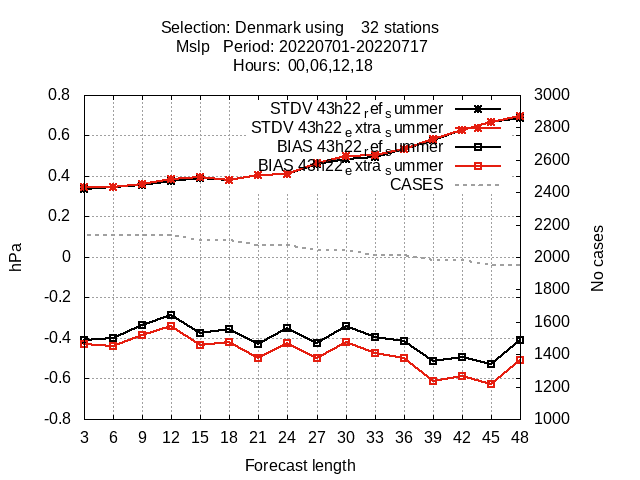 Selection: Denmark using    32 stations
Mslp   Period: 20220701-20220717
Hours:  00,06,12,18
0.8 3000
STDV 43h22_ref_summer
0.6 2800
STDV 43h22_extra_summer
BIAS 43h22_ref_summer
2600
BIAS 43h22_extra_summer
0.4 2400
CASES
0.2 2200
0 2000
-0.2 1800
-0.4 1600
1400
-0.6 1200
-0.8 1000
hPa
No cases
3 6 9 12 15 18 21 24 27 30 33 36 39 42 45 48
Forecast length